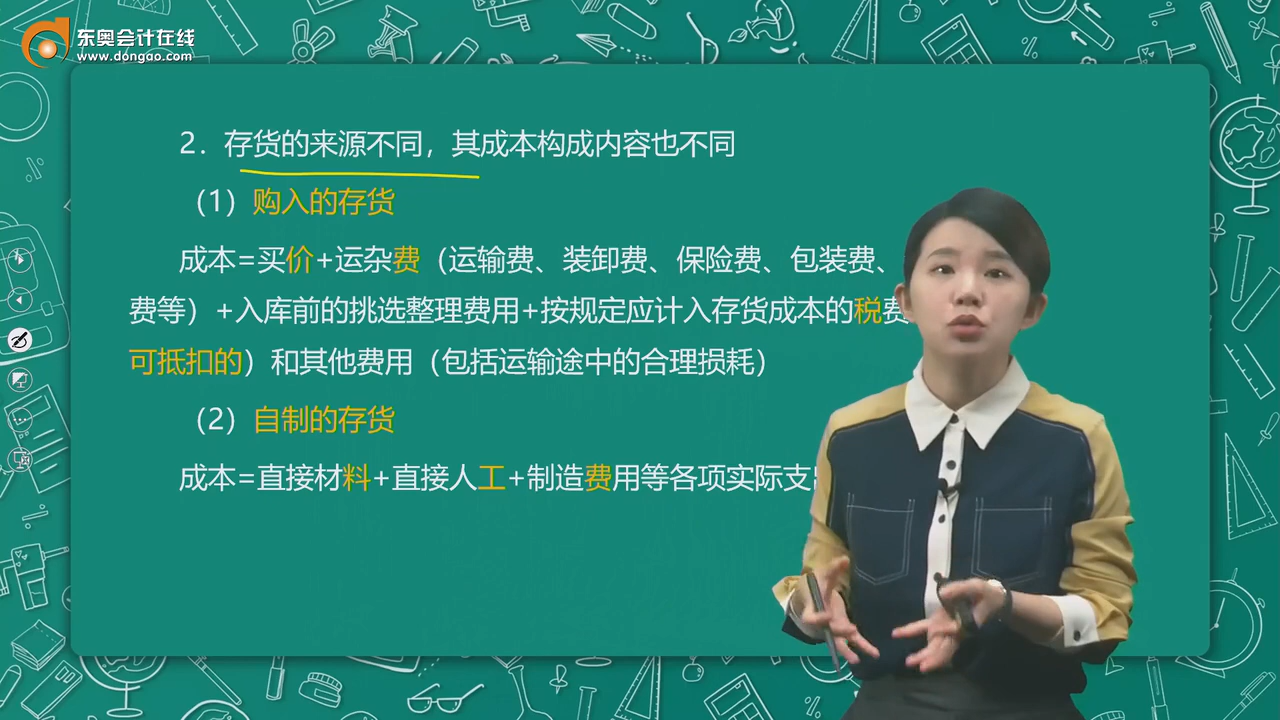 东奥会计在线
www.dongao.com
2．存货的来源不同，其成本构成内容也不同
（1）购入的存货
成本=买价+运杂费（运输费、装卸费、保险费、包装费、
费等）+入库前的挑选整理费用+按规定应计入存货成本的税费
可抵扣的）和其他费用（包括运输途中的合理损耗）
（2）自制的存货
成本=直接材料+直接人工+制造费用等各项实际支